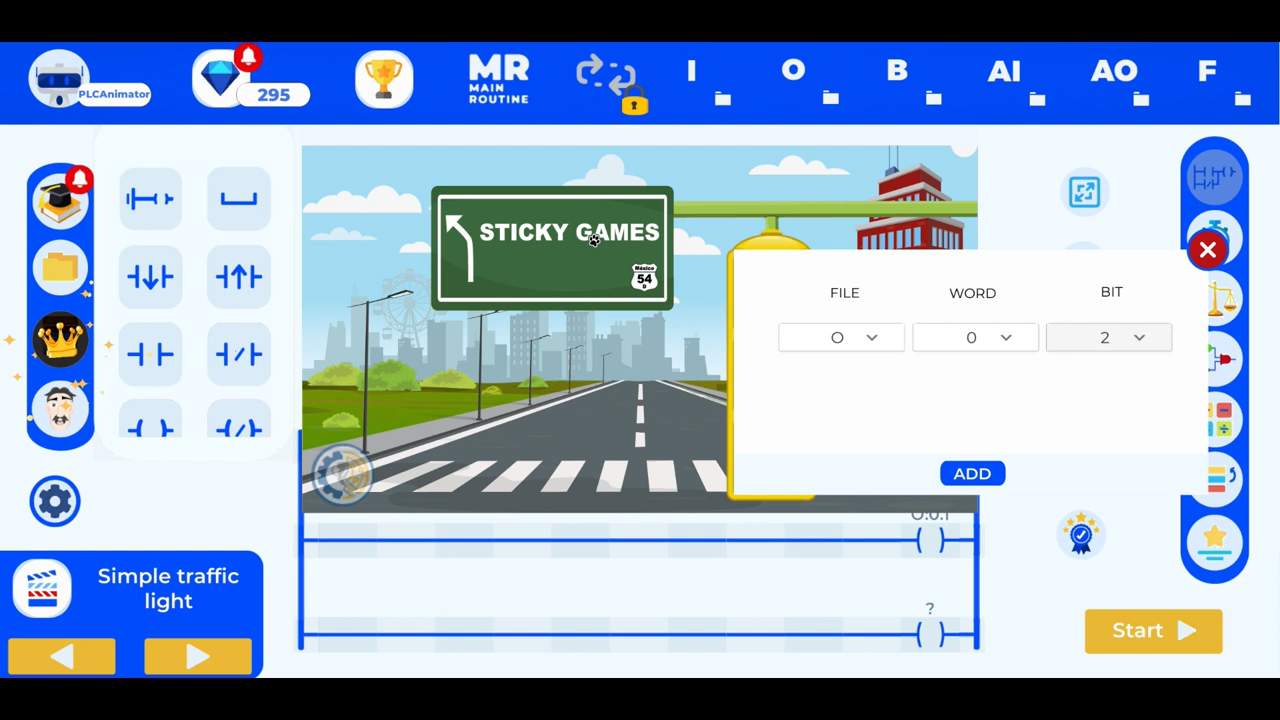 PLCAnimator
295
MR
MAIN
ROUTINE
I
O
B
AI
AO
F
STICKY GAMES
México
54
FILE
WORD
BIT
O
0
2
ADD
O:0.1
?
Simple traffic
light
Start